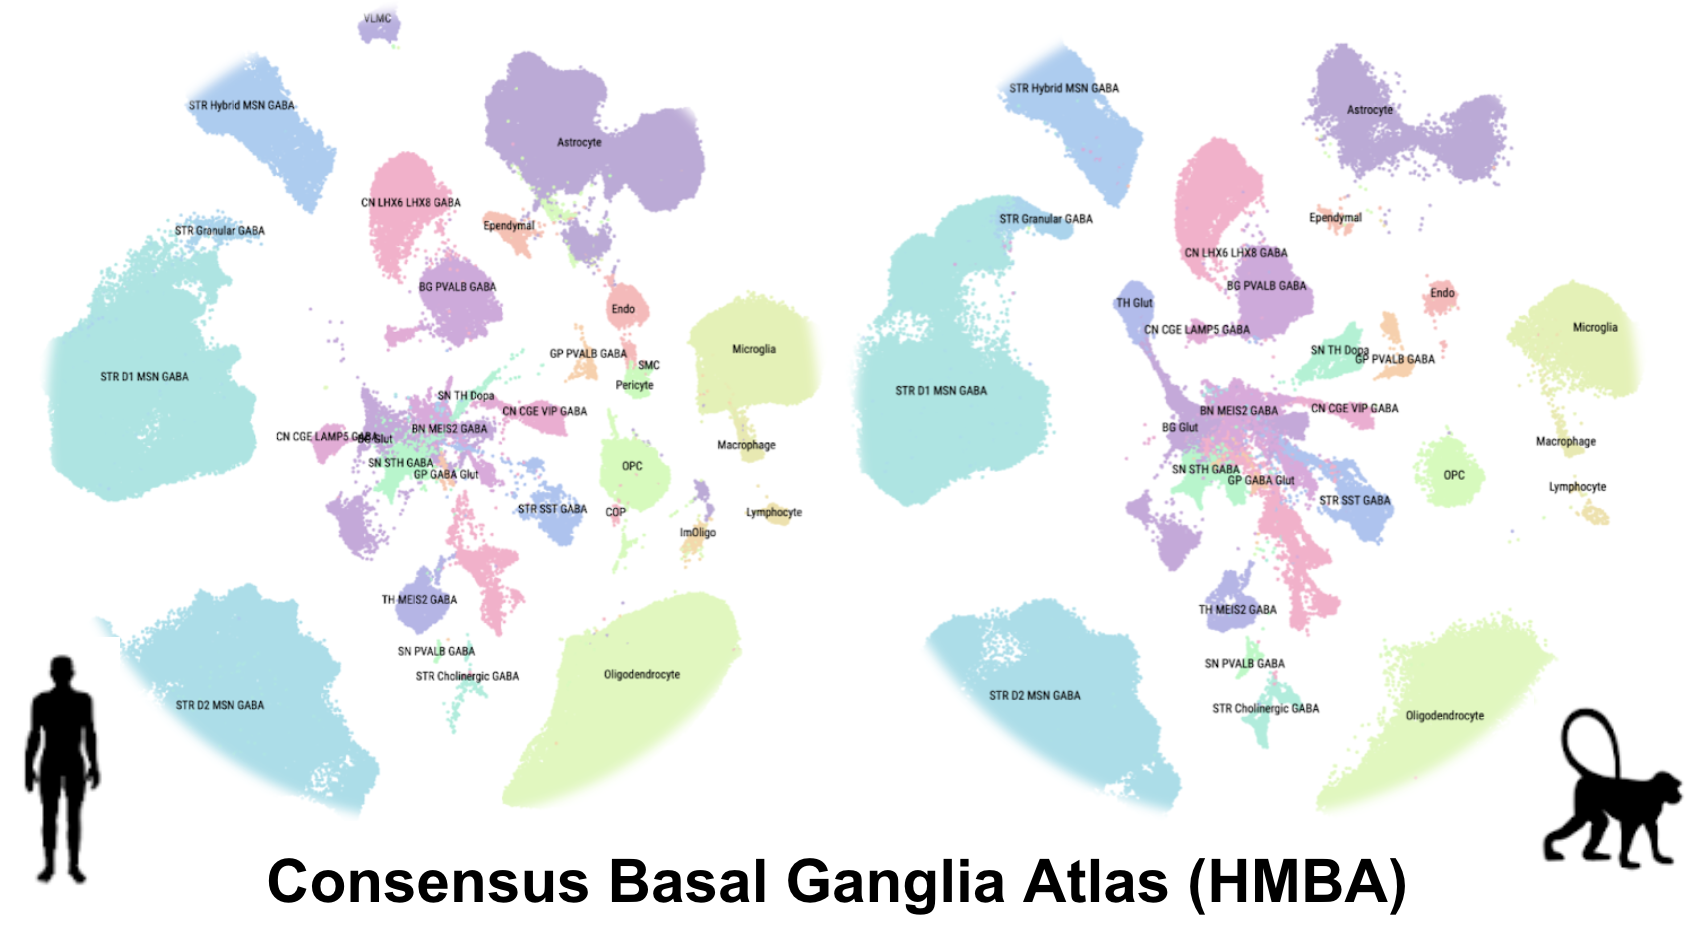 VLMC
STR Hybrid MSN GABA
Astrocyte
CN LHX6 LHX8 GABA
Ependymal
STR Granular GABA
BG PVALB GABA
Endo
GP PVALB GABA
Microglia
SMC
STR D1 MSN GABA
Pericyte
SN TH Dopa
CN CGE VIP GABA
BN MEIS2 GABA
CN CGE LAMP5 GABA
BG Glut
Macrophage
SN STH GABA
OPC
GP GABA Glut
STR SST GABA
COP
Lymphocyte
ImOligo
TH MEIS2 GABA
SN PVALB GABA
STR Cholinergic GABA
Oligodendrocyte
STR D2 MSN GABA
STR Hybrid MSN GABA
Astrocyte
STR Granular GABA
Ependymal
CN LHX6 LHX8 GABA
BG PVALB GABA
Endo
TH Glut
CN CGE LAMP5 GABA
Microglia
SN TH Dopa
GP PVALB GABA
STR D1 MSN GABA
BN MEIS2 GABA
CN CGE VIP GABA
BG Glut
Macrophage
SN STH GABA
GP GABA Glut
OPC
Lymphocyte
STR SST GABA
TH MEIS2 GABA
SN PVALB GABA
STR D2 MSN GABA
STR Cholinergic GABA
Oligodendrocyte
Consensus Basal Ganglia Atlas (HMBA)